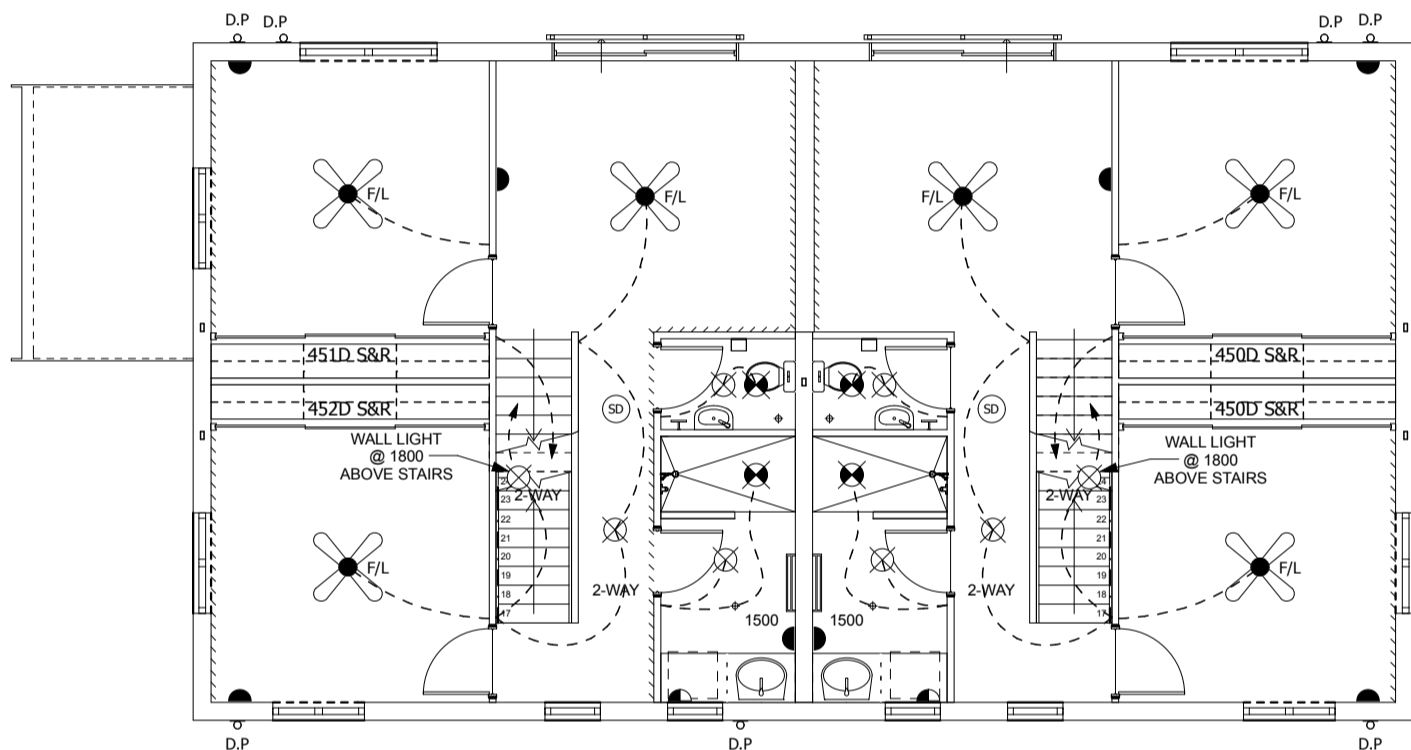 D.P
D.P
D.P
D.P
F/L
F/L
F/L
F/L
451D S&R
452D S&R
450D S&R
450D S&R
SD
SD
WALL LIGHT
@ 1800
ABOVE STAIRS
WALL LIGHT
@ 1800
ABOVE STAIRS
24
2-WAY
23
22
21
20
19
18
17
2-WAY
24
2-WAY
23
22
21
20
19
18
17
2-WAY
F/L
F/L
1500
1500
D.P
D.P
D.P